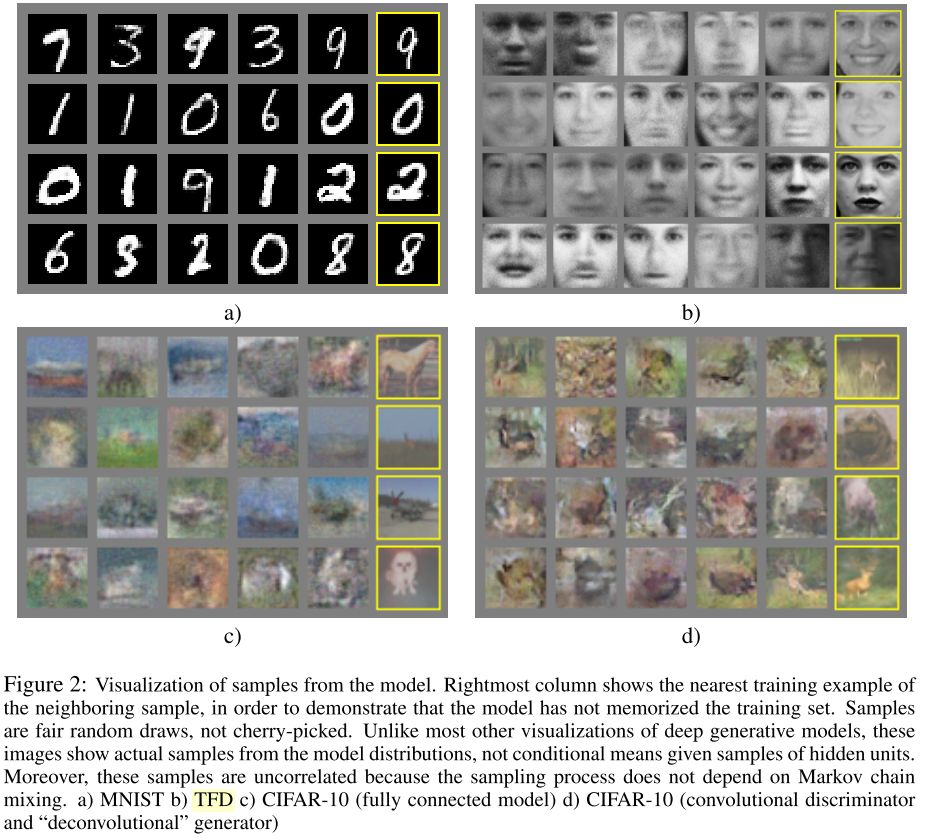 a)
b)
c)
d)
Figure 2: Visualization of samples from the model. Rightmost column shows the nearest training example of
the neighboring sample, in order to demonstrate that the model has not memorized the training set. Samples
are fair random draws, not cherry-picked. Unlike most other visualizations of deep generative models, these
images show actual samples from the model distributions, not conditional means given samples of hidden units.
Moreover, these samples are uncorrelated because the sampling process does not depend on Markov chain
mixing. a) MNIST b) TFD c) CIFAR-10 (fully connected model) d) CIFAR-10 (convolutional discriminator
and “deconvolutional” generator)